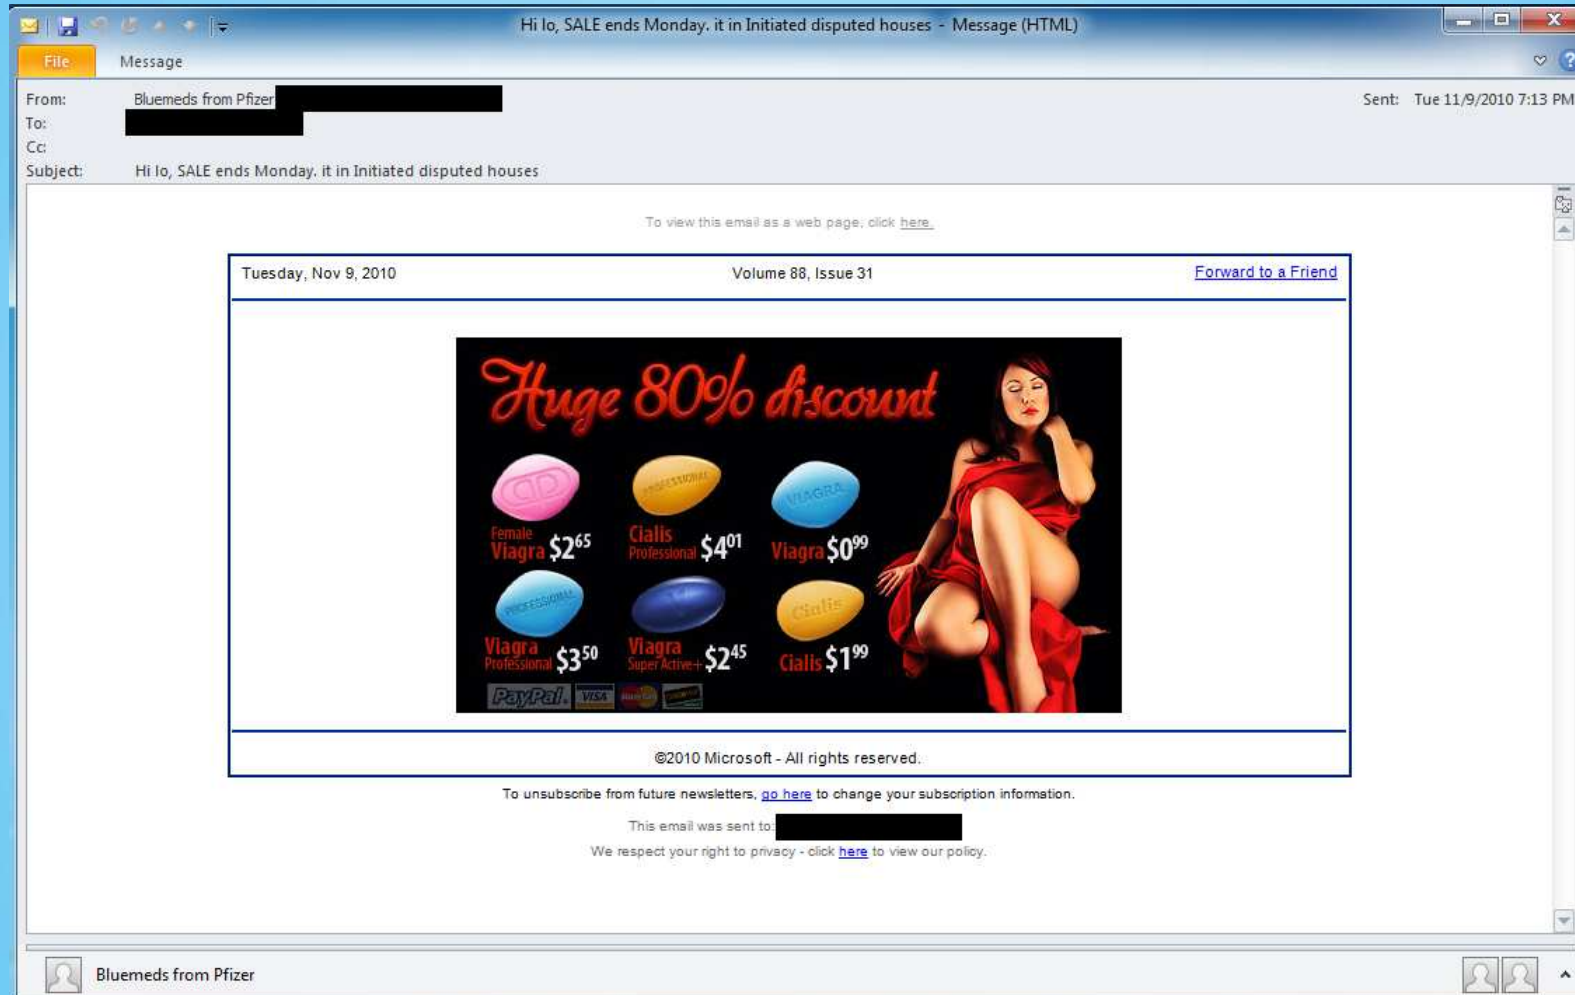 Hi lo, SALE ends Monday. it in Initiated disputed houses - Message (HTML)
File Message
From: Bluemeds from Pfizer Sent: Tue 11/9/2010 7:13 PM
To:
Cc:
Subject: Hi lo, SALE ends Monday. it in Initiated disputed houses
To view this email as a web page, click here.
Tuesday, Nov 9, 2010 Volume 88, Issue 31 Forward to a Friend
Huge 80% discount
PROFESSIONAL VIAGRA
Female Viagra $2.65 Cialis Professional $4.01 Viagra $0.99
PROFESSIONAL Cialis
Viagra Professional $3.50 Viagra Super Active+ $2.45 Cialis $1.99
PayPal VISA MasterCard
©2010 Microsoft - All rights reserved.
To unsubscribe from future newsletters, go here to change your subscription information.
This email was sent to:
We respect your right to privacy - click here to view our policy.
Bluemeds from Pfizer